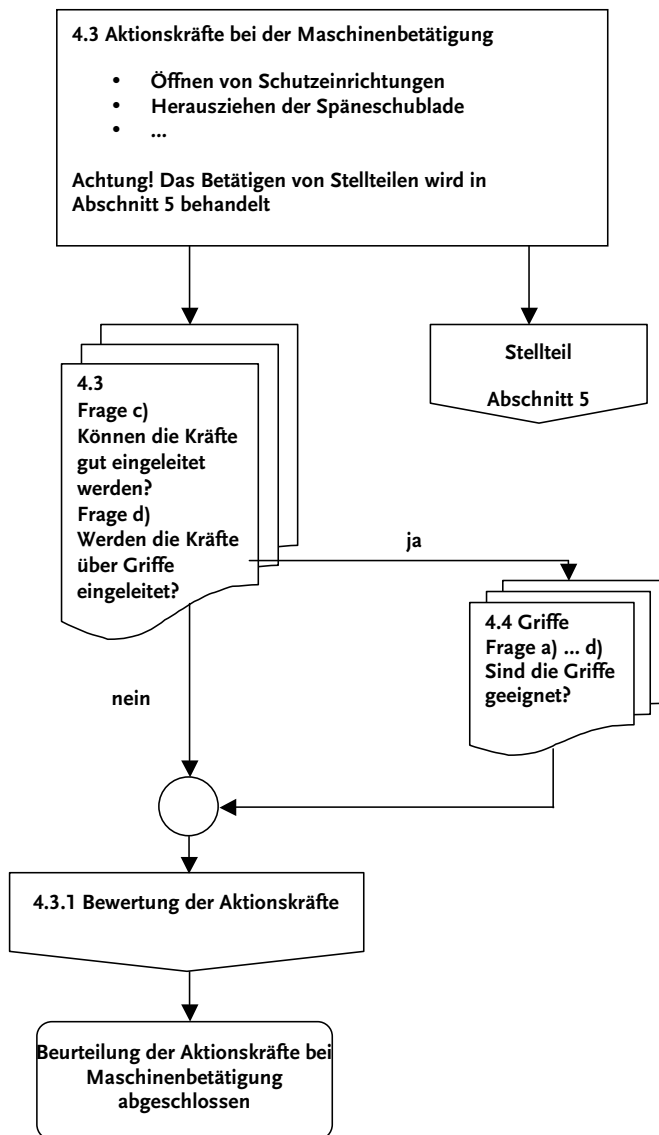 4.3 Aktionskräfte bei der Maschinenbetätigung
• Öffnen von Schutzeinrichtungen
• Herausziehen der Späneschublade
• ...
Achtung! Das Betätigen von Stellteilen wird in
Abschnitt 5 behandelt
Stellteil
Abschnitt 5
4.3
Frage c)
Können die Kräfte
gut eingeleitet
werden?
Frage d)
Werden die Kräfte
über Griffe
eingeleitet?
ja
4.4 Griffe
Frage a) ... d)
Sind die Griffe
geeignet?
nein
4.3.1 Bewertung der Aktionskräfte
Beurteilung der Aktionskräfte bei
Maschinenbetätigung
abgeschlossen